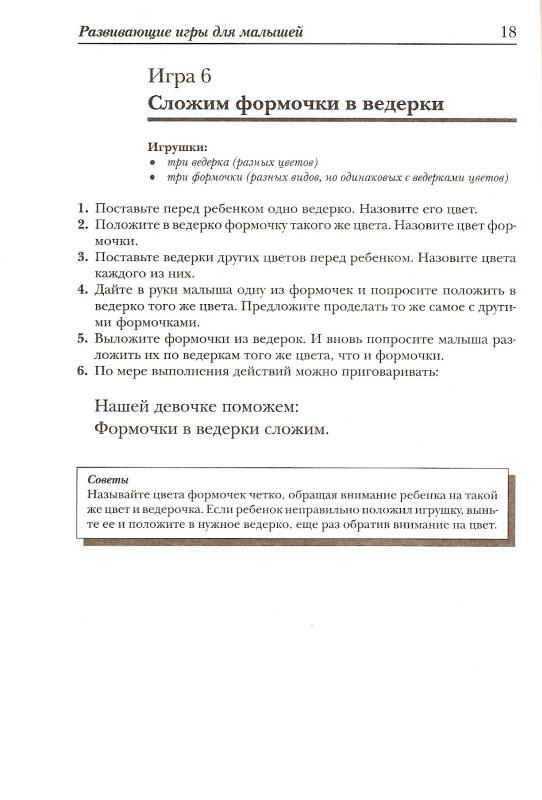 Развивающие игры для малышей 18
Игра 6
Сложим формочки в ведерки
Игрушки:
• три ведерка (разных цветов)
• три формочки (разных видов, но одинаковых с ведерками цветов)
1. Поставьте перед ребенком одно ведерко. Назовите его цвет.
2. Положите в ведерко формочку такого же цвета. Назовите цвет фор-
мочки.
3. Поставьте ведерки других цветов перед ребенком. Назовите цвета
каждого из них.
4. Дайте в руки малыша одну из формочек и попросите положить в
ведерко того же цвета. Предложите проделать то же самое с други-
ми формочками.
5. Выложите формочки из ведерок. И вновь попросите малыша раз-
ложить их по ведеркам того же цвета, что и формочки.
6. По мере выполнения действий можно приговаривать:
Нашей девочке поможем:
Формочки в ведерки сложим.
Советы
Называйте цвета формочек четко, обращая внимание ребенка на такой
же цвет и ведерочка. Если ребенок неправильно положил игрушку, вынь-
те ее и положите в нужное ведерко, еще раз обратив внимание на цвет.